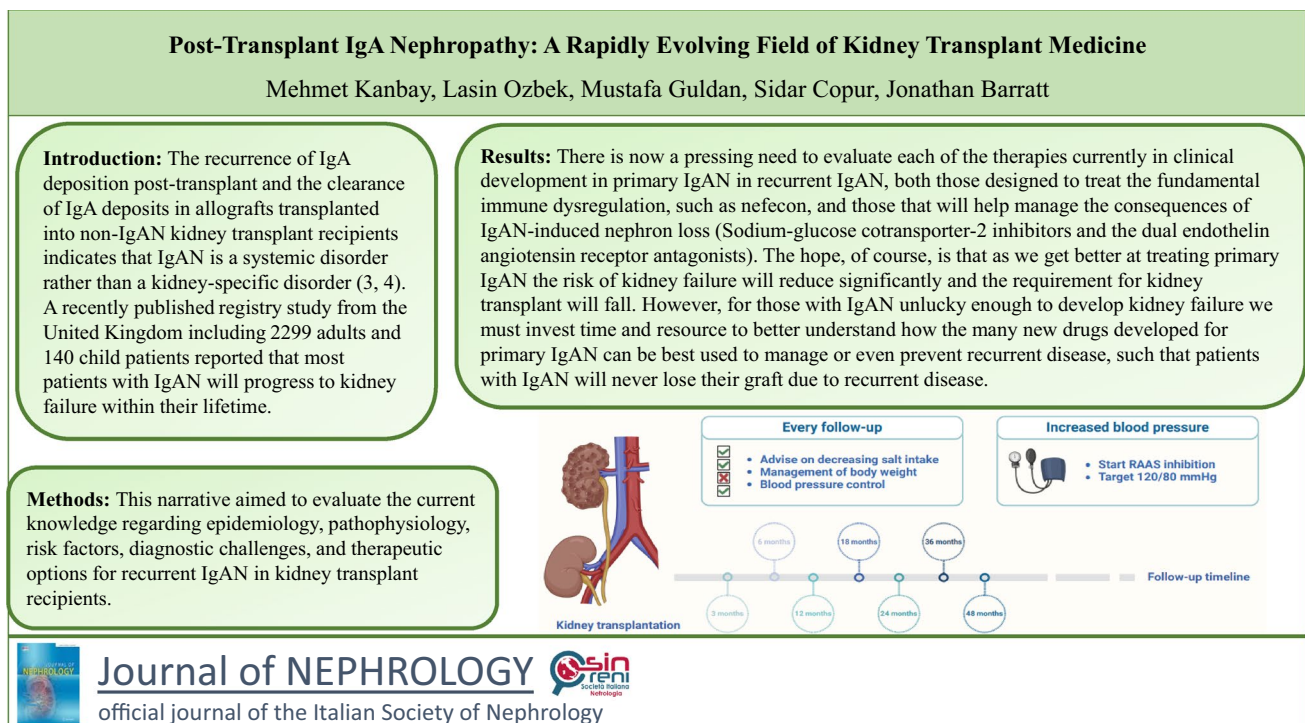 Post-Transplant IgA Nephropathy: A Rapidly Evolving Field of Kidney Transplant Medicine
Mehmet Kanbay, Lasin Ozbek, Mustafa Guldan, Sidar Copur, Jonathan Barratt
Introduction: The recurrence of IgA
deposition post-transplant and the clearance
of IgA deposits in allografts transplanted
into non-IgAN kidney transplant recipients
indicates that IgAN is a systemic disorder
rather than a kidney-specific disorder (3, 4).
A recently published registry study from the
United Kingdom including 2299 adults and
140 child patients reported that most
patients with IgAN will progress to kidney
failure within their lifetime.
Methods: This narrative aimed to evaluate the current
knowledge regarding epidemiology, pathophysiology,
risk factors, diagnostic challenges, and therapeutic
options for recurrent IgAN in kidney transplant
recipients.
Results: There is now a pressing need to evaluate each of the therapies currently in clinical
development in primary IgAN in recurrent IgAN, both those designed to treat the fundamental
immune dysregulation, such as nefecon, and those that will help manage the consequences of
IgAN-induced nephron loss (Sodium-glucose cotransporter-2 inhibitors and the dual endothelin
angiotensin receptor antagonists). The hope, of course, is that as we get better at treating primary
IgAN the risk of kidney failure will reduce significantly and the requirement for kidney
transplant will fall. However, for those with IgAN unlucky enough to develop kidney failure we
must invest time and resource to better understand how the many new drugs developed for
primary IgAN can be best used to manage or even prevent recurrent disease, such that patients
with IgAN will never lose their graft due to recurrent disease.
Every follow-up
• Advise on decreasing salt intake
• Management of body weight
• Blood pressure control
Increased blood pressure
• Start RAAS inhibition
• Target 120/80 mmHg
6 months
18 months
36 months
Follow-up timeline
3 months
12 months
24 months
48 months
Kidney transplantation
JOURNAL OF
NEPHROLOGY
Journal of NEPHROLOGY
sin
reni
Società Italiana
Nefrologia
official journal of the Italian Society of Nephrology